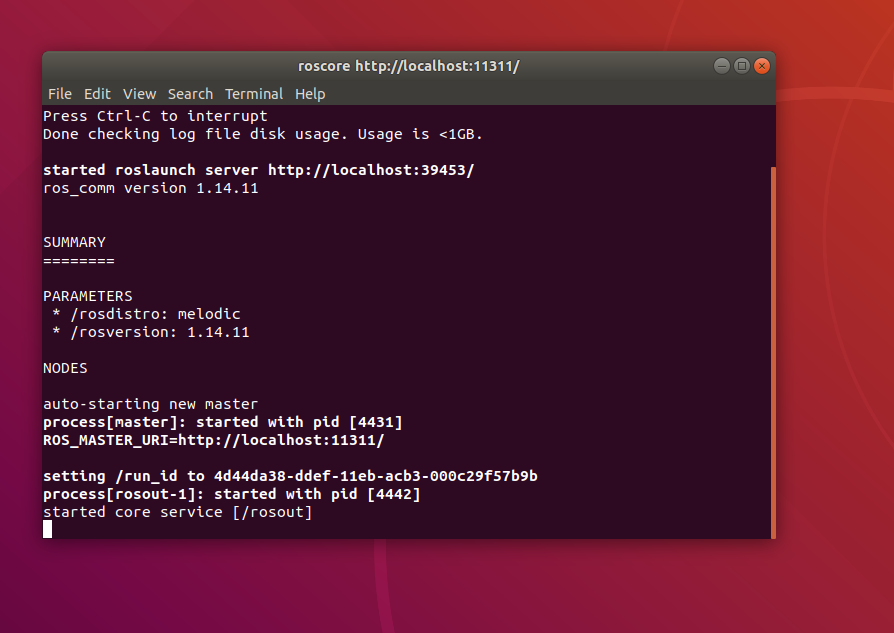 roscore http://localhost:11311/
File Edit View Search Terminal Help
Press Ctrl-C to interrupt
Done checking log file disk usage. Usage is <1GB.
started roslaunch server http://localhost:39453/
ros_comm version 1.14.11
SUMMARY
========
PARAMETERS
 * /rosdistro: melodic
 * /rosversion: 1.14.11
NODES
auto-starting new master
process[master]: started with pid [4431]
ROS_MASTER_URI=http://localhost:11311/
setting /run_id to 4d44da38-ddef-11eb-acb3-000c29f57b9b
process[rosout-1]: started with pid [4442]
started core service [/rosout]